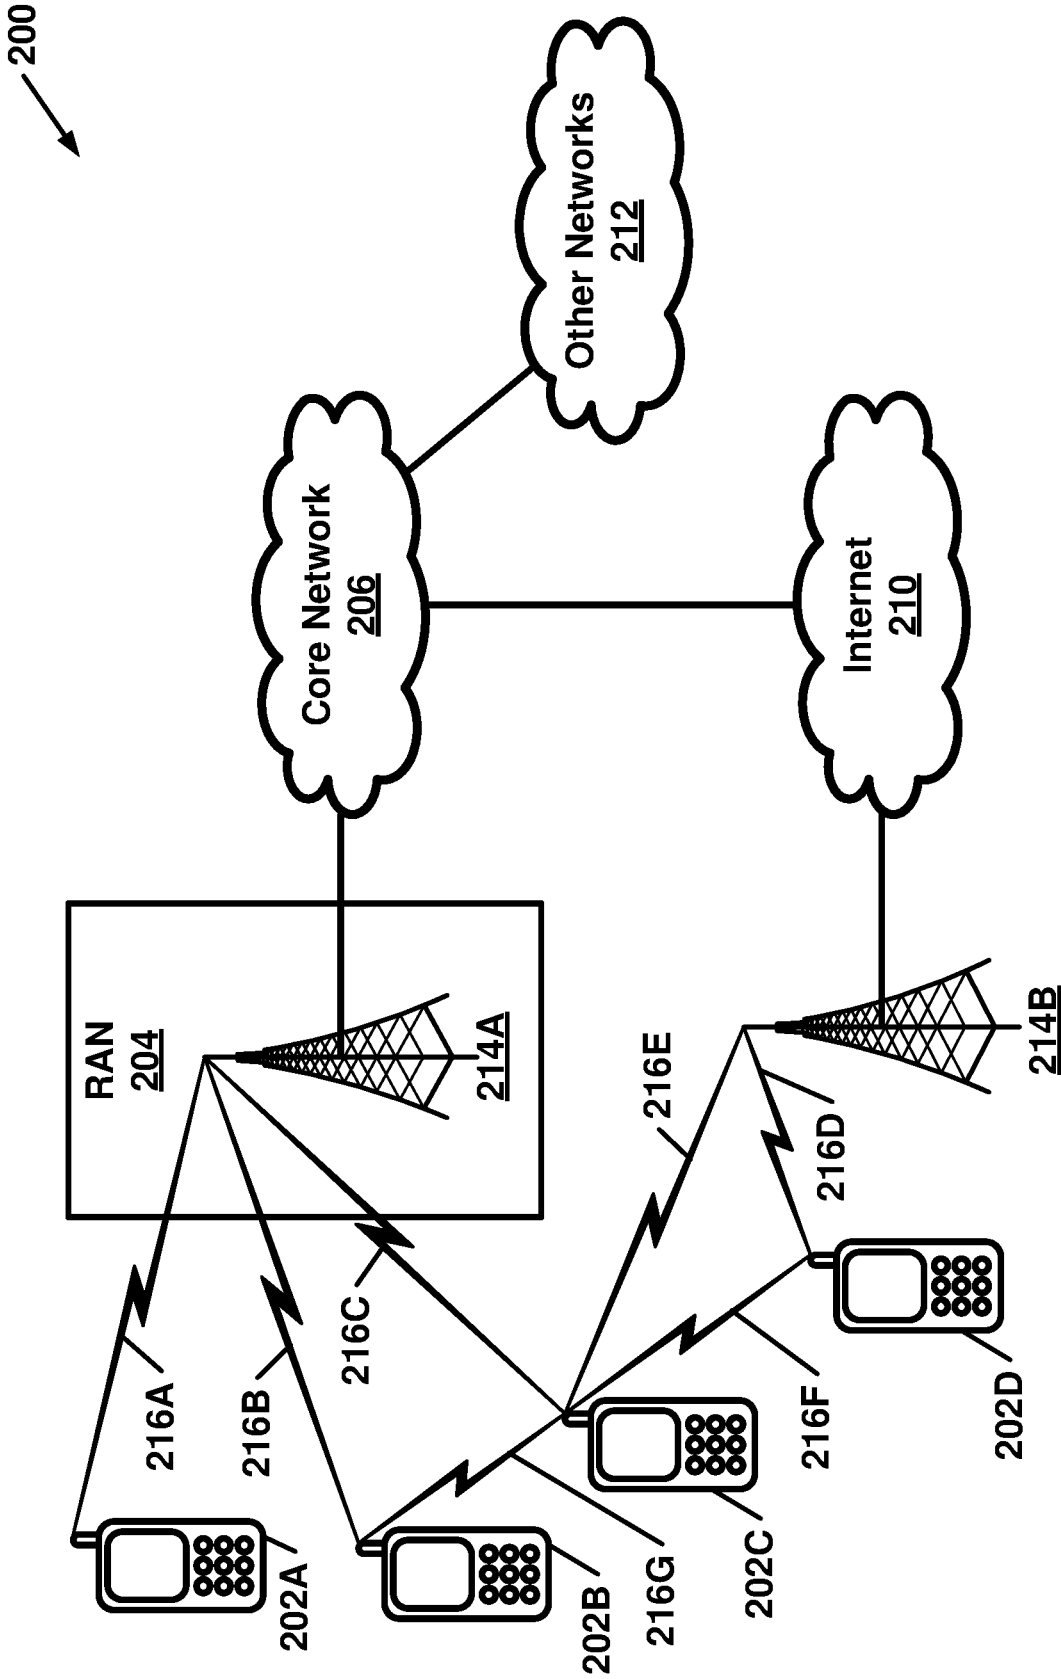 200
RAN
204
Core Network
206
Other Networks
212
Internet
210
214A
214B
216A
216B
216C
216E
216D
216F
216G
202A
202B
202C
202D